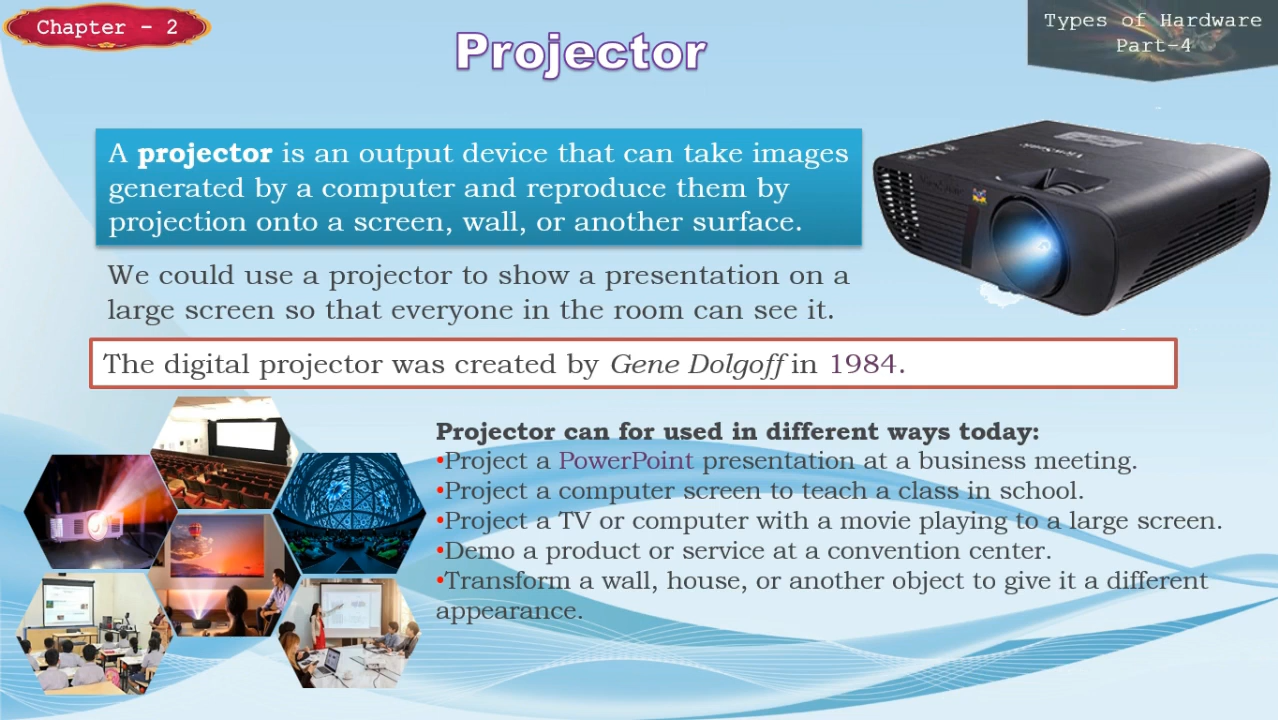 Chapter - 2
Types of Hardware
Part-4
Projector
A projector is an output device that can take images
generated by a computer and reproduce them by
projection onto a screen, wall, or another surface.
We could use a projector to show a presentation on a
large screen so that everyone in the room can see it.
The digital projector was created by Gene Dolgoff in 1984.
Projector can for used in different ways today:
•Project a PowerPoint presentation at a business meeting.
•Project a computer screen to teach a class in school.
•Project a TV or computer with a movie playing to a large screen.
•Demo a product or service at a convention center.
•Transform a wall, house, or another object to give it a different
appearance.
ViewSonic